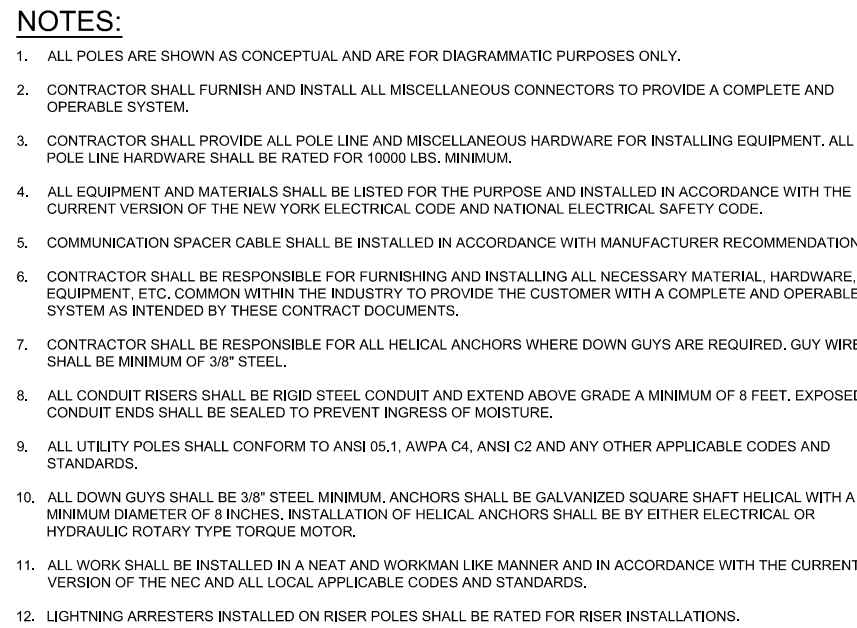 NOTES:
1. ALL POLES ARE SHOWN AS CONCEPTUAL AND ARE FOR DIAGRAMMATIC PURPOSES ONLY.
2. CONTRACTOR SHALL FURNISH AND INSTALL ALL MISCELLANEOUS CONNECTORS TO PROVIDE A COMPLETE AND
OPERABLE SYSTEM.
3. CONTRACTOR SHALL PROVIDE ALL POLE LINE AND MISCELLANEOUS HARDWARE FOR INSTALLING EQUIPMENT. ALL
POLE LINE HARDWARE SHALL BE RATED FOR 10000 LBS. MINIMUM.
4. ALL EQUIPMENT AND MATERIALS SHALL BE LISTED FOR THE PURPOSE AND INSTALLED IN ACCORDANCE WITH THE
CURRENT VERSION OF THE NEW YORK ELECTRICAL CODE AND NATIONAL ELECTRICAL SAFETY CODE.
5. COMMUNICATION SPACER CABLE SHALL BE INSTALLED IN ACCORDANCE WITH MANUFACTURER RECOMMENDATION
6. CONTRACTOR SHALL BE RESPONSIBLE FOR FURNISHING AND INSTALLING ALL NECESSARY MATERIAL, HARDWARE,
EQUIPMENT, ETC. COMMON WITHIN THE INDUSTRY TO PROVIDE THE CUSTOMER WITH A COMPLETE AND OPERABLE
SYSTEM AS INTENDED BY THESE CONTRACT DOCUMENTS.
7. CONTRACTOR SHALL BE RESPONSIBLE FOR ALL HELICAL ANCHORS WHERE DOWN GUYS ARE REQUIRED. GUY WIRE
SHALL BE MINIMUM OF 3/8" STEEL.
8. ALL CONDUIT RISERS SHALL BE RIGID STEEL CONDUIT AND EXTEND ABOVE GRADE A MINIMUM OF 8 FEET. EXPOSED
CONDUIT ENDS SHALL BE SEALED TO PREVENT INGRESS OF MOISTURE.
9. ALL UTILITY POLES SHALL CONFORM TO ANSI 05.1, AWPA C4, ANSI C2 AND ANY OTHER APPLICABLE CODES AND
STANDARDS.
10. ALL DOWN GUYS SHALL BE 3/8" STEEL MINIMUM. ANCHORS SHALL BE GALVANIZED SQUARE SHAFT HELICAL WITH A
MINIMUM DIAMETER OF 8 INCHES. INSTALLATION OF HELICAL ANCHORS SHALL BE BY EITHER ELECTRICAL OR
HYDRAULIC ROTARY TYPE TORQUE MOTOR.
11. ALL WORK SHALL BE INSTALLED IN A NEAT AND WORKMAN LIKE MANNER AND IN ACCORDANCE WITH THE CURRENT
VERSION OF THE NEC AND ALL LOCAL APPLICABLE CODES AND STANDARDS.
12. LIGHTNING ARRESTERS INSTALLED ON RISER POLES SHALL BE RATED FOR RISER INSTALLATIONS.